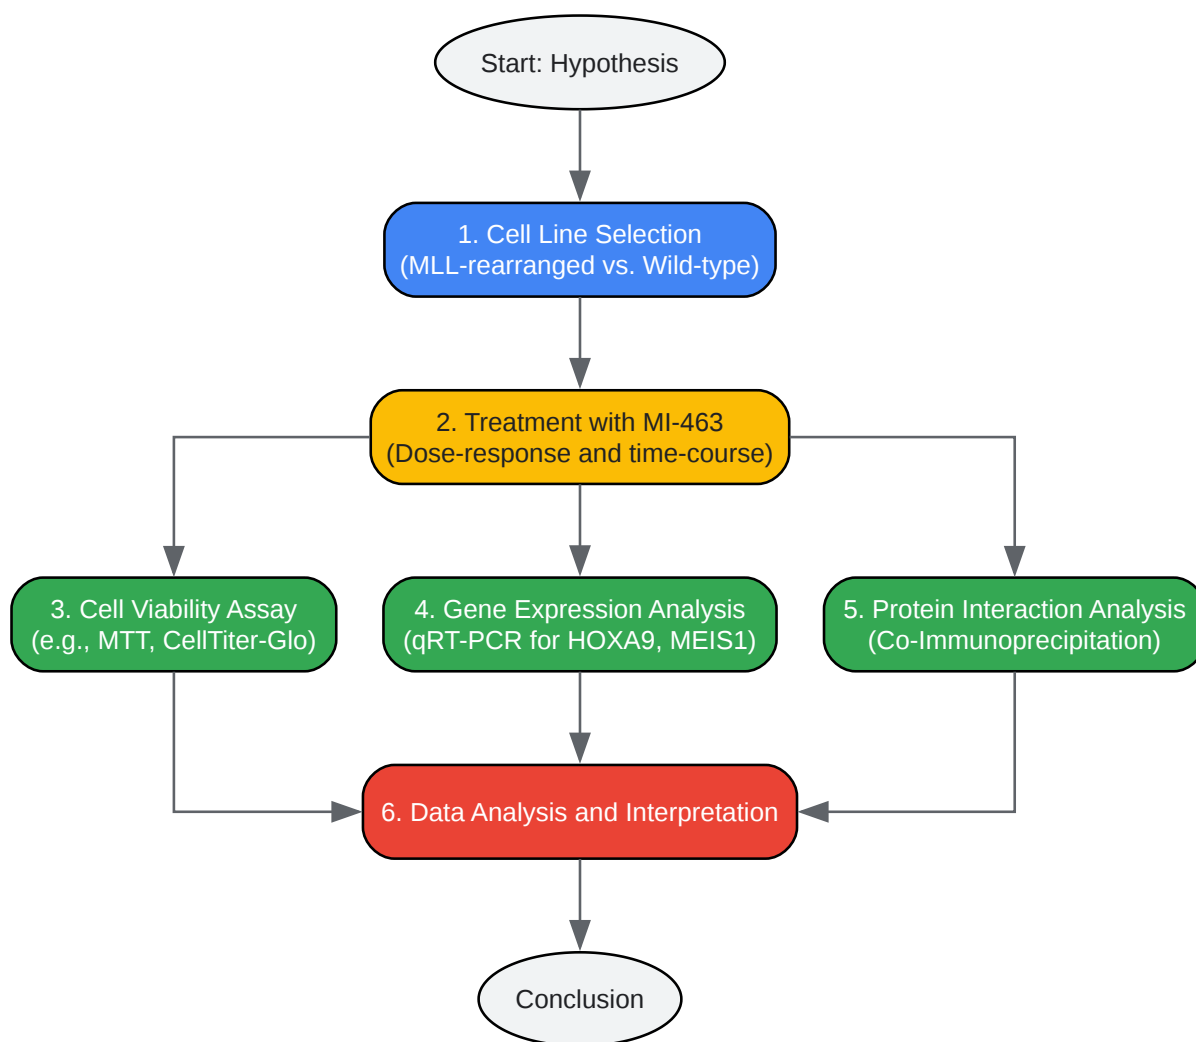 Start: Hypothesis
1. Cell Line Selection
(MLL-rearranged vs. Wild-type)
2. Treatment with MI-463
(Dose-response and time-course)
3. Cell Viability Assay
(e.g., MTT, CellTiter-Glo)
4. Gene Expression Analysis
(qRT-PCR for HOXA9, MEIS1)
5. Protein Interaction Analysis
(Co-Immunoprecipitation)
6. Data Analysis and Interpretation
Conclusion